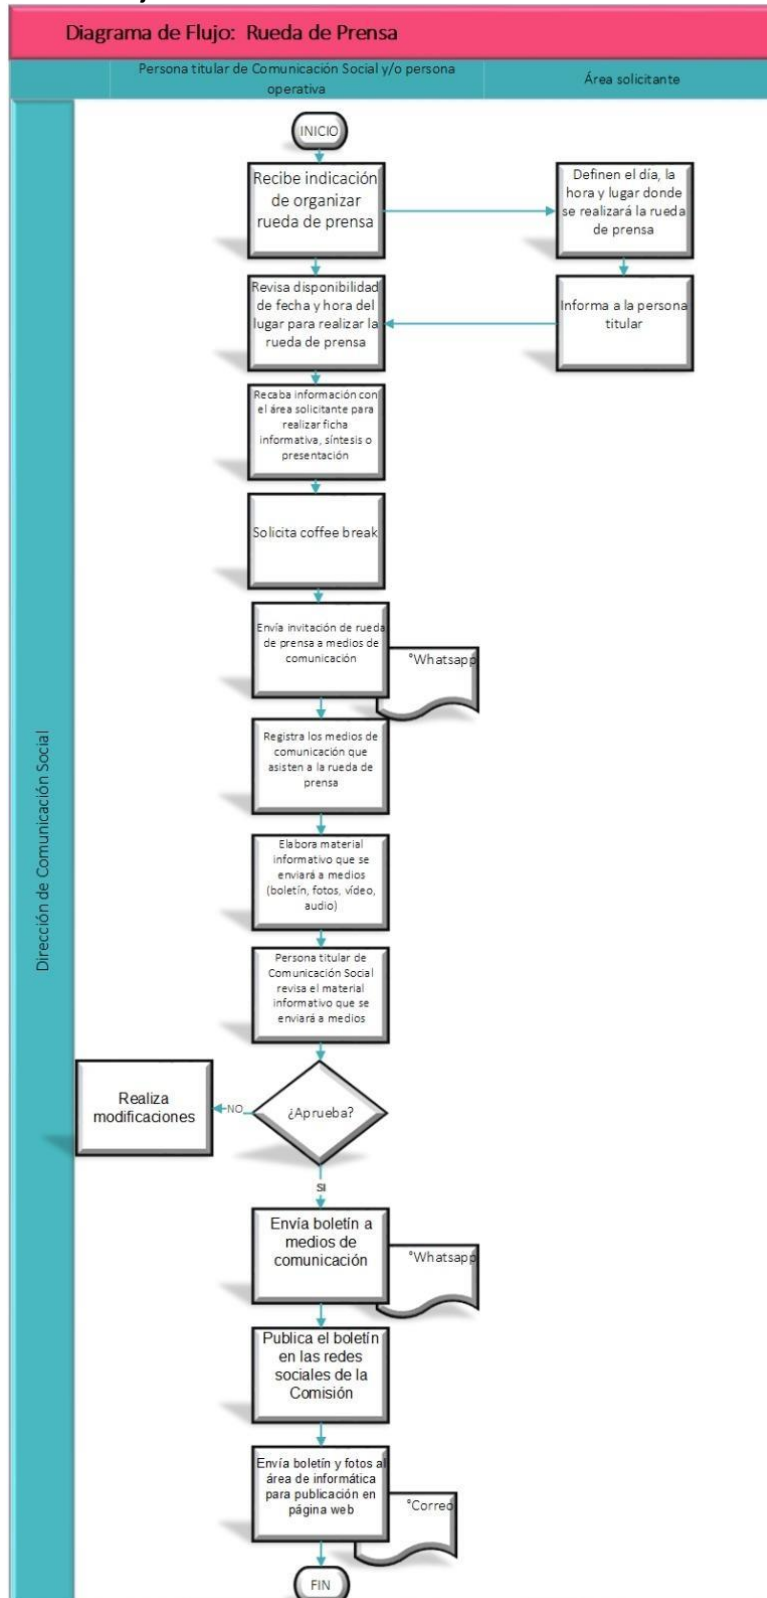 Diagrama de Flujo: Rueda de Prensa
Persona titular de Comunicación Social y/o persona
operativa
Área solicitante
Dirección de Comunicación Social
INICIO
Recibe indicación
de organizar
rueda de prensa
Definen el día, la
hora y lugar donde
se realizará la rueda
de prensa
Informa a la persona
titular
Revisa disponibilidad
de fecha y hora del
lugar para realizar la
rueda de prensa
Recaba información con
el área solicitante para
realizar ficha
informativa, síntesis o
presentación
Solicita coffee break
Envía invitación de rueda
de prensa a medios de
comunicación
°Whatsapp
Registra los medios de
comunicación que
asisten a la rueda de
prensa
Elabora material
informativo que se
enviará a medios
(boletín, fotos, vídeo,
audio)
Persona titular de
Comunicación Social
revisa el material
informativo que se
enviará a medios
¿Aprueba?
NO
Realiza
modificaciones
SI
Envía boletín a
medios de
comunicación
°Whatsapp
Publica el boletín
en las redes
sociales de la
Comisión
Envía boletín y fotos al
área de informática
para publicación en
página web
°Correo
FIN